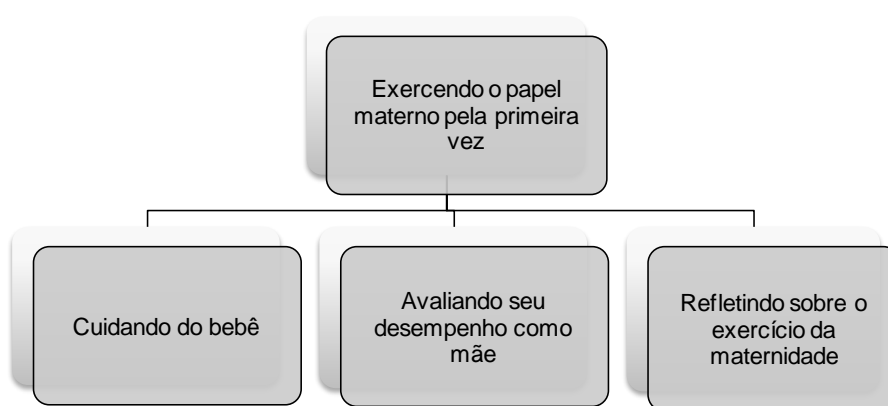 Exercendo o papel
materno pela primeira
vez
Cuidando do bebê
Avaliando seu
desempenho como
mãe
Refletindo sobre o
exercício da
maternidade